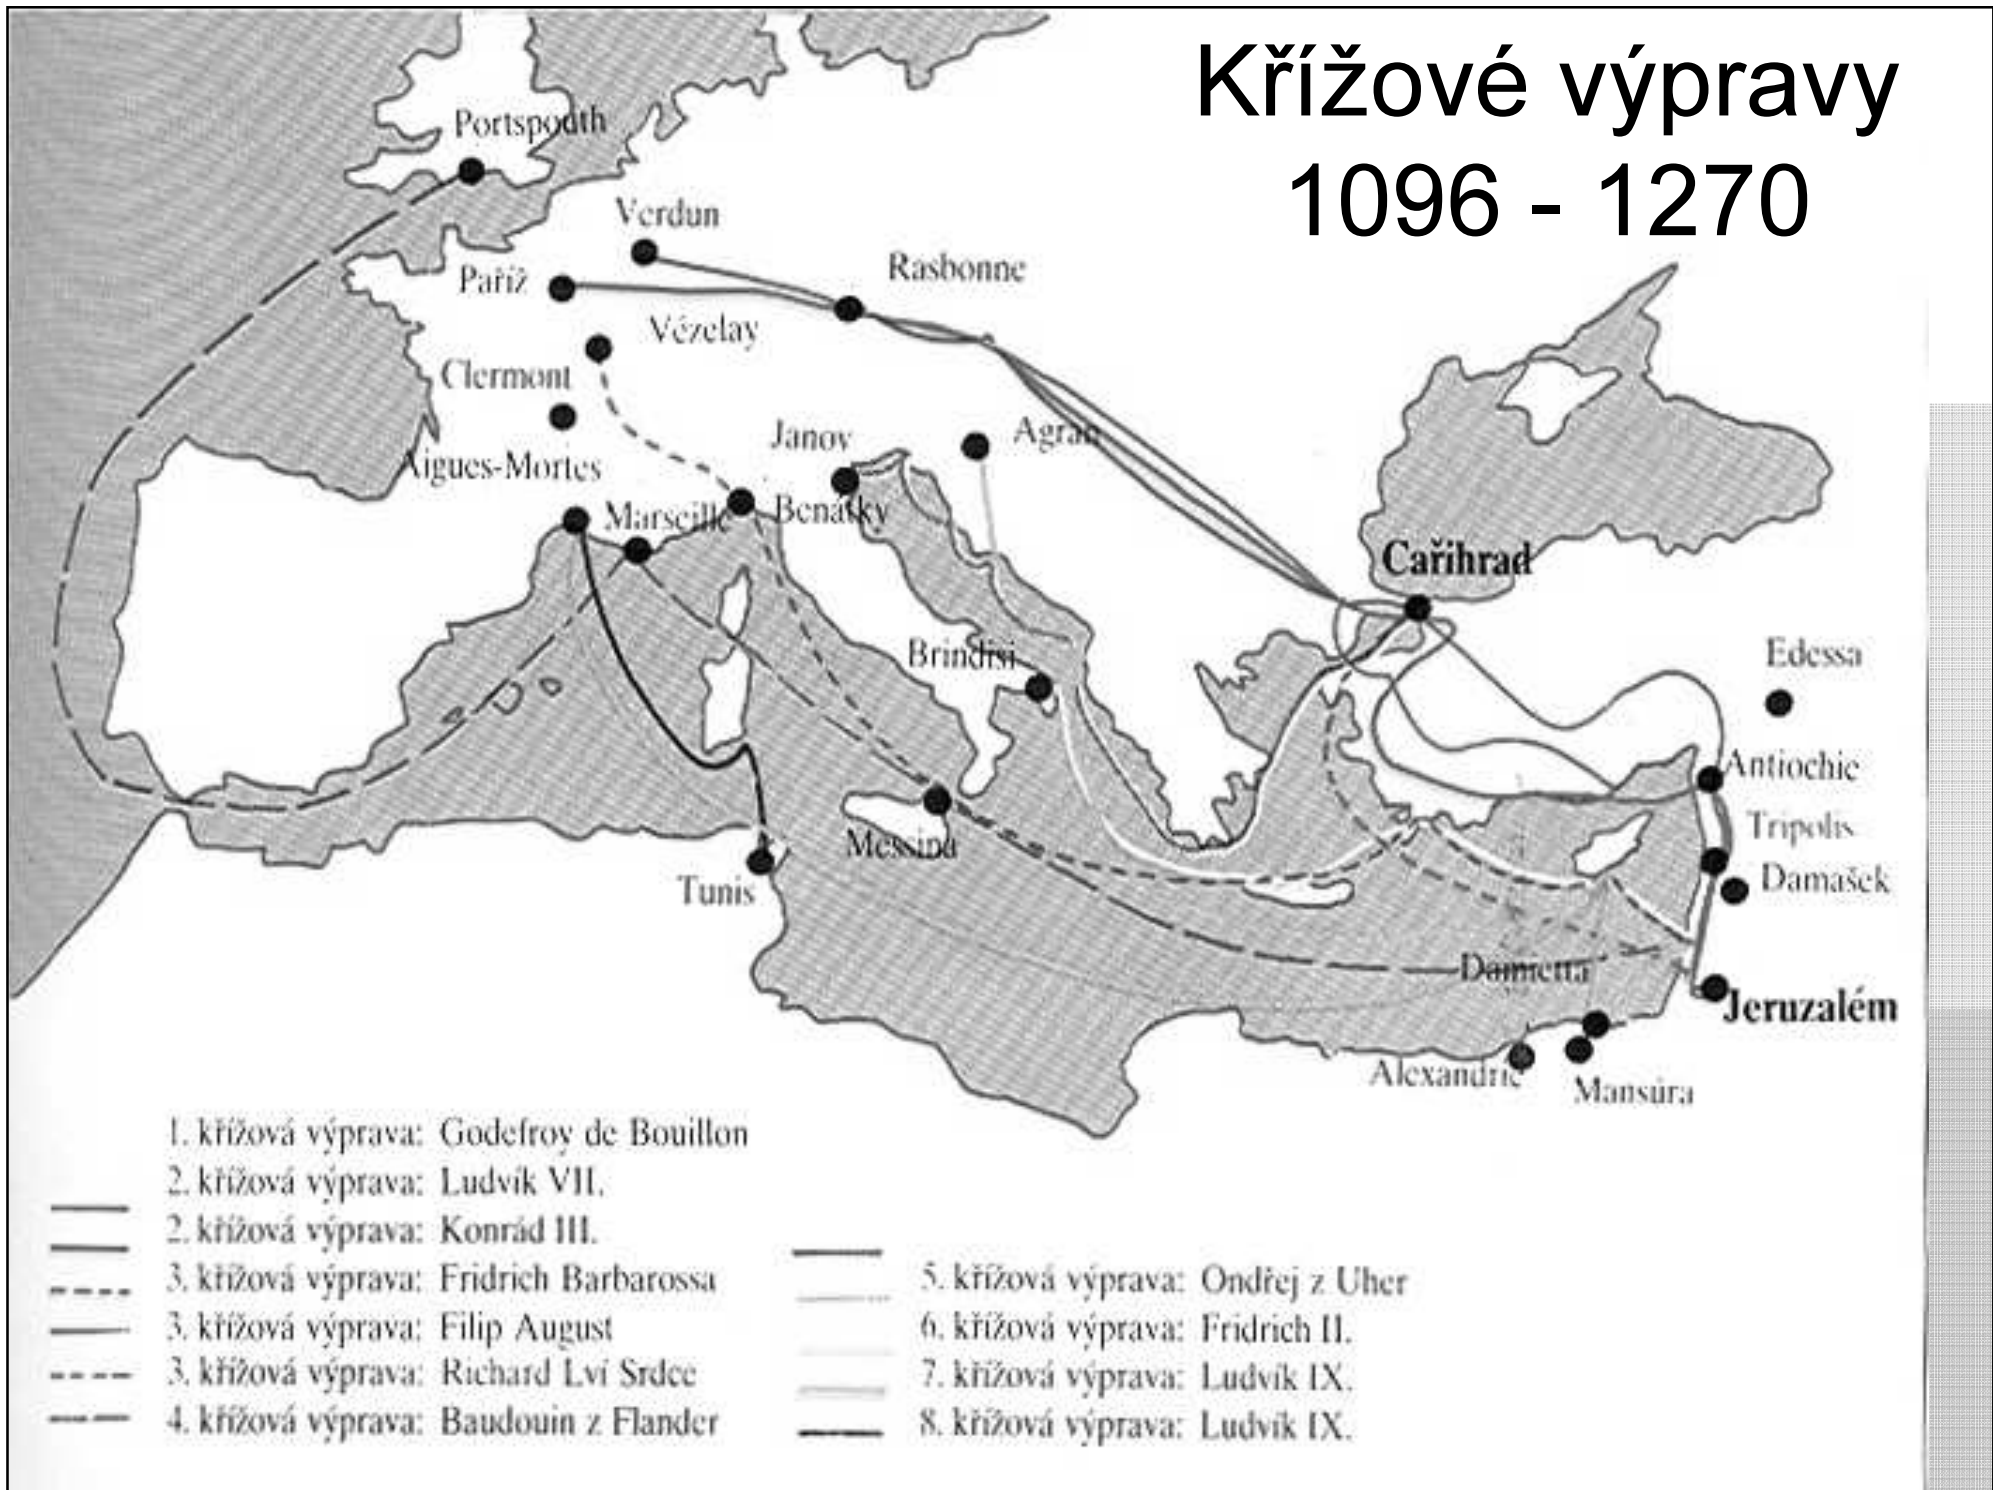 Křížové výpravy
1096 - 1270
Portspouth
Verdun
Rasbonne
Paříž
Vézelay
Clermont
Janov
Agran
Aigues-Mortes
Marseille
Benátky
Cařihrad
Brindisi
Edessa
Antiochie
Tripolis
Messina
Damašek
Tunis
Damietta
Jeruzalém
Alexandrie
Mansúra
1. křížová výprava: Godefroy de Bouillon
2. křížová výprava: Ludvík VII.
2. křížová výprava: Konrád III.
3. křížová výprava: Fridrich Barbarossa
3. křížová výprava: Filip August
3. křížová výprava: Richard Lví Srdce
4. křížová výprava: Baudouin z Flander
5. křížová výprava: Ondřej z Uher
6. křížová výprava: Fridrich II.
7. křížová výprava: Ludvík IX.
8. křížová výprava: Ludvík IX.